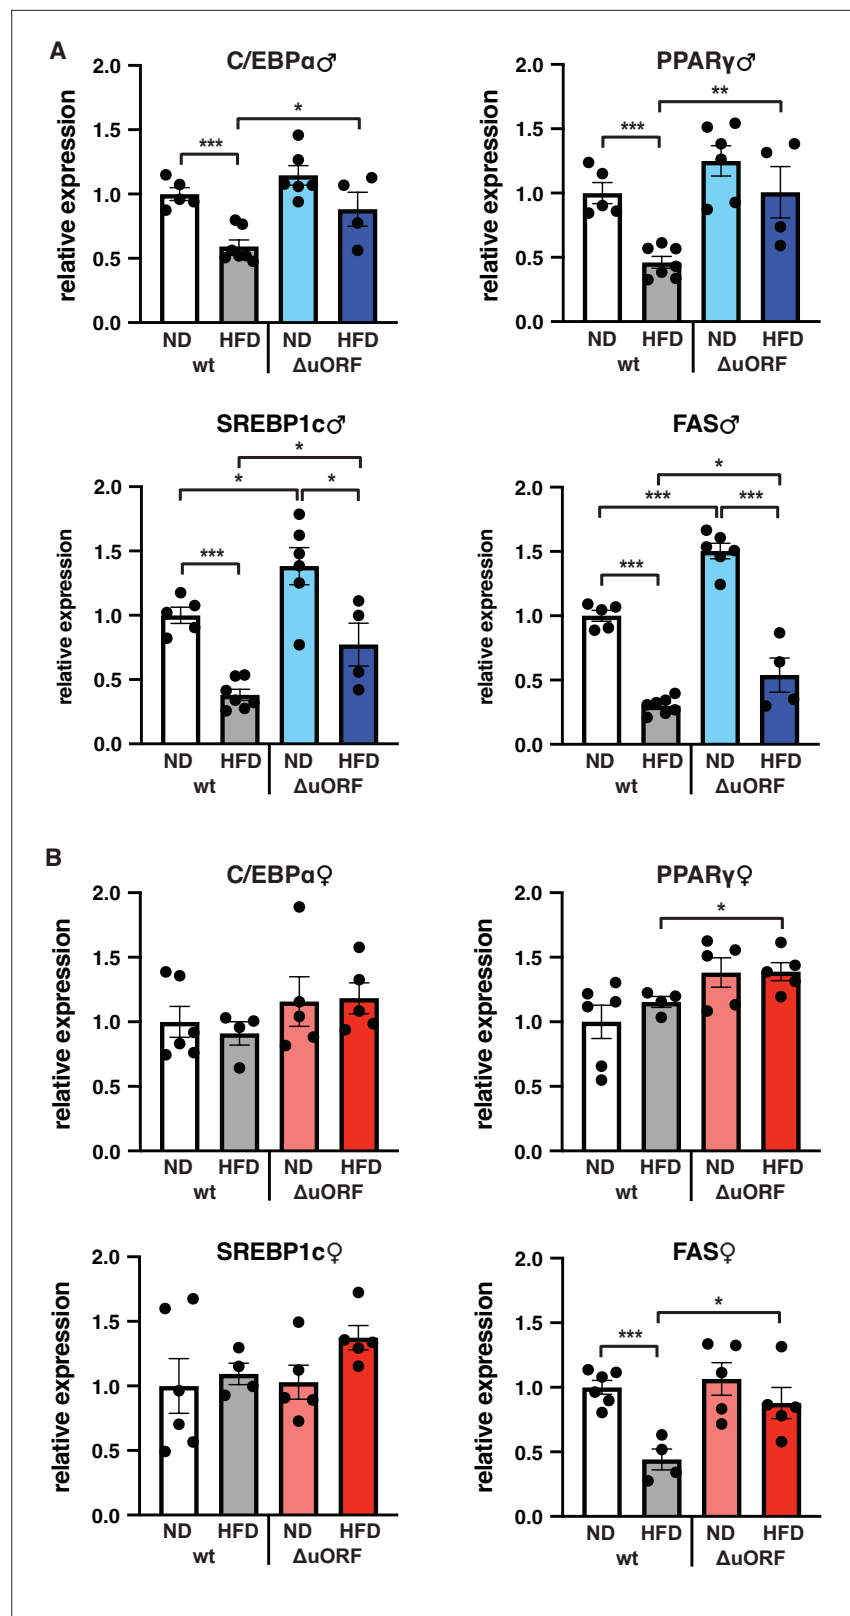 A
C/EBPα♂
relative expression
2.0
1.5
1.0
0.5
0.0
***
*
ND HFD ND HFD
wt ΔuORF
PPARγ♂
relative expression
2.0
1.5
1.0
0.5
0.0
***
**
ND HFD ND HFD
wt ΔuORF
SREBP1c♂
relative expression
2.0
1.5
1.0
0.5
0.0
*
*
*
***
ND HFD ND HFD
wt ΔuORF
FAS♂
relative expression
2.0
1.5
1.0
0.5
0.0
*
***
***
***
ND HFD ND HFD
wt ΔuORF
B
C/EBPα♀
relative expression
2.0
1.5
1.0
0.5
0.0
ND HFD ND HFD
wt ΔuORF
PPARγ♀
relative expression
2.0
1.5
1.0
0.5
0.0
*
ND HFD ND HFD
wt ΔuORF
SREBP1c♀
relative expression
2.0
1.5
1.0
0.5
0.0
ND HFD ND HFD
wt ΔuORF
FAS♀
relative expression
2.0
1.5
1.0
0.5
0.0
***
*
ND HFD ND HFD
wt ΔuORF